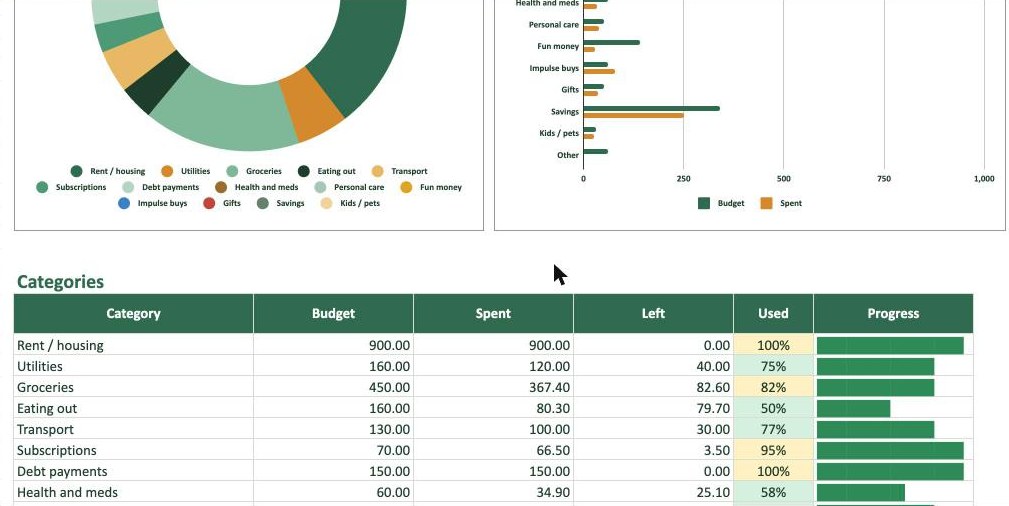 Rent / housing Utilities Groceries Eating out Transport
Subscriptions Debt payments Health and meds Personal care Fun money
Impulse buys Gifts Savings Kids / pets
Health and meds
Personal care
Fun money
Impulse buys
Gifts
Savings
Kids / pets
Other
0 250 500 750 1,000
Budget Spent
Categories
Category Budget Spent Left Used Progress
Rent / housing 900.00 900.00 0.00 100%
Utilities 160.00 120.00 40.00 75%
Groceries 450.00 367.40 82.60 82%
Eating out 160.00 80.30 79.70 50%
Transport 130.00 100.00 30.00 77%
Subscriptions 70.00 66.50 3.50 95%
Debt payments 150.00 150.00 0.00 100%
Health and meds 60.00 34.90 25.10 58%